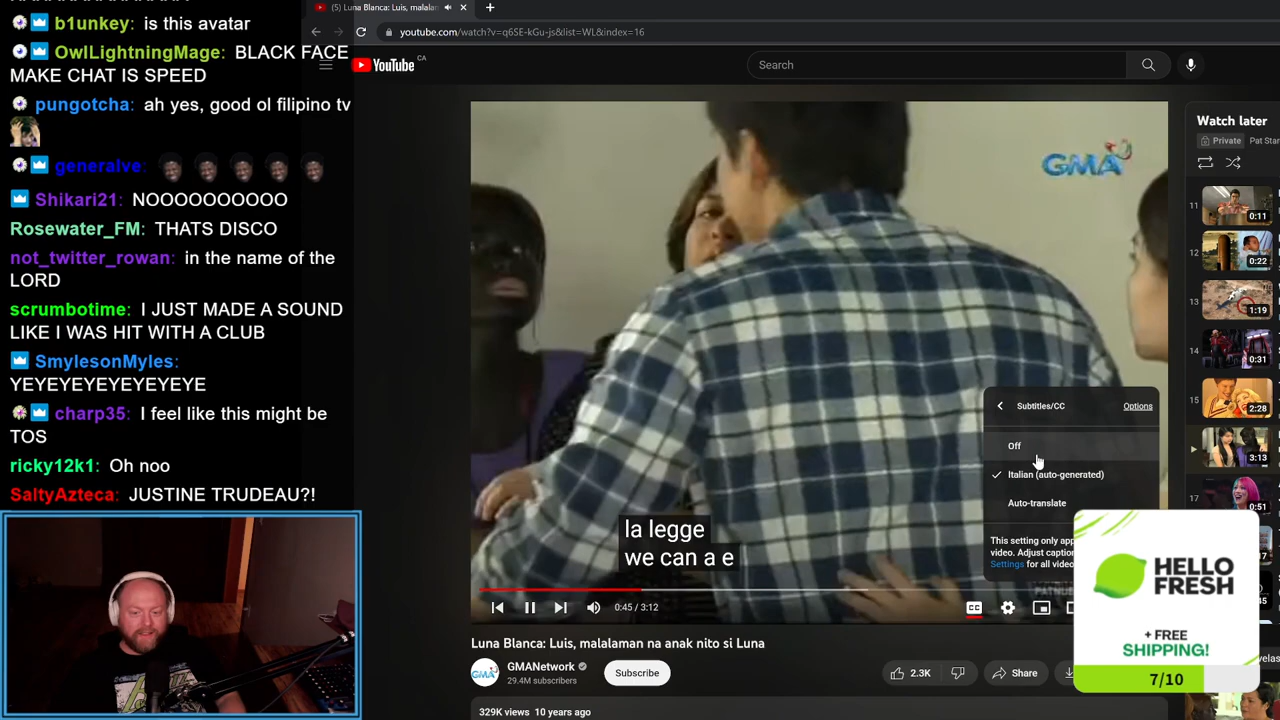 b1unkey: is this avatar
OwlLightningMage: BLACK FACE
MAKE CHAT IS SPEED
pungotcha: ah yes, good ol filipino tv
generalve:
Shikari21: NOOOOOOOOOO
Rosewater_FM: THATS DISCO
not_twitter_rowan: in the name of the
LORD
scrumbotime: I JUST MADE A SOUND
LIKE I WAS HIT WITH A CLUB
SmylesonMyles:
YEYEYEYEYEYEYEYE
charp35: I feel like this might be
TOS
ricky12k1: Oh noo
SaltyAzteca: JUSTINE TRUDEAU?!
(5) Luna Blanca: Luis, malalam
youtube.com/watch?v=q6SE-kGu-js&list=WL&index=16
YouTube CA
Search
GMA
Subtitles/CC
Options
Off
Italian (auto-generated)
Auto-translate
This setting only app
video. Adjust caption
Settings for all video
la legge
we can a e
0:45 / 3:12
Luna Blanca: Luis, malalaman na anak nito si Luna
GMA
GMANetwork
29.4M subscribers
Subscribe
2.3K
Share
329K views 10 years ago
Watch later
Private Pat Star
11
0:11
12
0:22
13
1:19
14
0:31
15
2:28
3:13
17
0:51
HELLO
FRESH
+ FREE
SHIPPING!
7/10